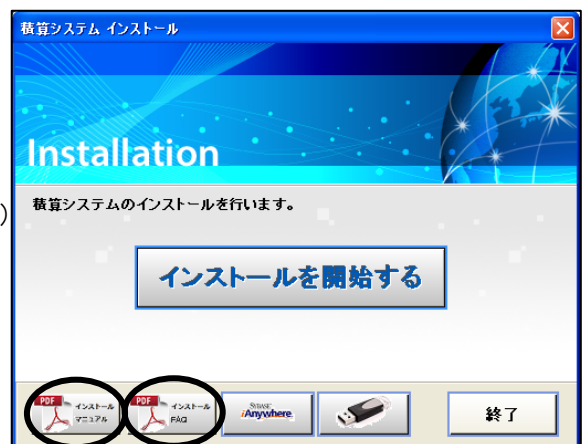 積算システム インストール
Installation
)
積算システムのインストールを行います。
インストールを開始する
PDF
インストール
マニュアル
PDF
インストール
FAQ
SYBASE
iAnywhere
終了